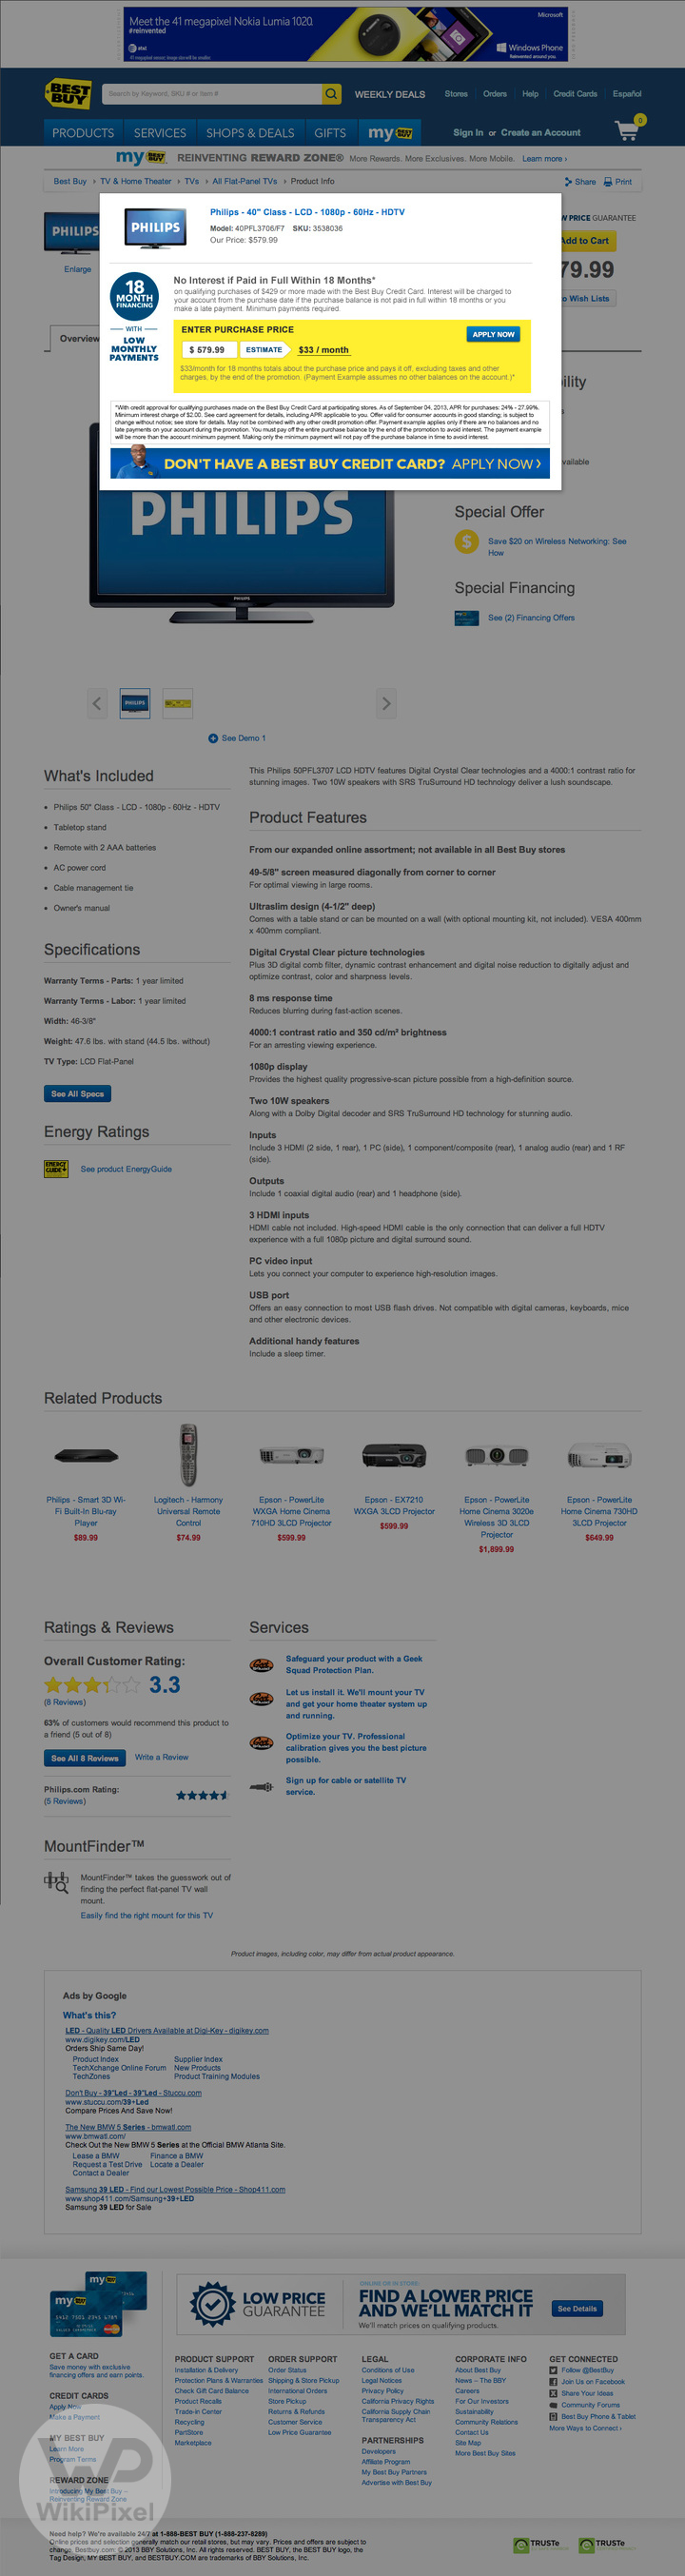 Meet the 41 megapixel Nokia Lumia 1020.
#reinvented
at&t
41 megapixel sensor. Image size will be smaller.
Microsoft
Windows Phone
Reinvented around you.
BEST BUY
Search by Keyword, SKU # or Item #
WEEKLY DEALS
Stores Orders Help Credit Cards Español
PRODUCTS SERVICES SHOPS & DEALS GIFTS my BEST BUY
Sign In or Create an Account
0
my BEST BUY REINVENTING REWARD ZONE® More Rewards. More Exclusives. More Mobile. Learn more ›
Best Buy › TV & Home Theater › TVs › All Flat-Panel TVs › Product Info
Share Print
PHILIPS
Enlarge
Overview
PHILIPS
Philips - 40" Class - LCD - 1080p - 60Hz - HDTV
Model: 40PFL3706/F7 SKU: 3538036
Our Price: $579.99
W PRICE GUARANTEE
Add to Cart
79.99
o Wish Lists
18
MONTH
FINANCING
WITH
LOW
MONTHLY
PAYMENTS
No Interest if Paid in Full Within 18 Months*
on qualifying purchases of $429 or more made with the Best Buy Credit Card. Interest will be charged to
your account from the purchase date if the purchase balance is not paid in full within 18 months or you
make a late payment. Minimum payments required.
ENTER PURCHASE PRICE
APPLY NOW
$ 579.99 ESTIMATE $33 / month
$33/month for 18 months totals about the purchase price and pays it off, excluding taxes and other
charges, by the end of the promotion. (Payment Example assumes no other balances on the account.)*
*With credit approval for qualifying purchases made on the Best Buy Credit Card at participating stores. As of September 04, 2013, APR for purchases: 24% - 27.99%.
Minimum interest charge of $2.00. See card agreement for details, including APR applicable to you. Offer valid for consumer accounts in good standing; is subject to
change without notice; see store for details. May not be combined with any other credit promotion offer. Payment example applies only if there are no balances and no
late payments on your account during the promotion. You must pay off the entire purchase balance by the end of the promotion to avoid interest. The payment example
will be more than the account minimum payment. Making only the minimum payment will not pay off the purchase balance in time to avoid interest.
DON'T HAVE A BEST BUY CREDIT CARD? APPLY NOW ›
ility
s
vailable
PHILIPS
PHILIPS
Special Offer
Save $20 on Wireless Networking: See
How
Special Financing
See (2) Financing Offers
PHILIPS
See Demo 1
What's Included
Philips 50" Class - LCD - 1080p - 60Hz - HDTV
Tabletop stand
Remote with 2 AAA batteries
AC power cord
Cable management tie
Owner's manual
Specifications
Warranty Terms - Parts: 1 year limited
Warranty Terms - Labor: 1 year limited
Width: 46-3/8"
Weight: 47.6 lbs. with stand (44.5 lbs. without)
TV Type: LCD Flat-Panel
See All Specs
Energy Ratings
ENERGY GUIDE
See product EnergyGuide
This Philips 50PFL3707 LCD HDTV features Digital Crystal Clear technologies and a 4000:1 contrast ratio for
stunning images. Two 10W speakers with SRS TruSurround HD technology deliver a lush soundscape.
Product Features
From our expanded online assortment; not available in all Best Buy stores
49-5/8" screen measured diagonally from corner to corner
For optimal viewing in large rooms.
Ultraslim design (4-1/2" deep)
Comes with a table stand or can be mounted on a wall (with optional mounting kit, not included). VESA 400mm
x 400mm compliant.
Digital Crystal Clear picture technologies
Plus 3D digital comb filter, dynamic contrast enhancement and digital noise reduction to digitally adjust and
optimize contrast, color and sharpness levels.
8 ms response time
Reduces blurring during fast-action scenes.
4000:1 contrast ratio and 350 cd/m² brightness
For an arresting viewing experience.
1080p display
Provides the highest quality progressive-scan picture possible from a high-definition source.
Two 10W speakers
Along with a Dolby Digital decoder and SRS TruSurround HD technology for stunning audio.
Inputs
Include 3 HDMI (2 side, 1 rear), 1 PC (side), 1 component/composite (rear), 1 analog audio (rear) and 1 RF
(side).
Outputs
Include 1 coaxial digital audio (rear) and 1 headphone (side).
3 HDMI inputs
HDMI cable not included. High-speed HDMI cable is the only connection that can deliver a full HDTV
experience with a full 1080p picture and digital surround sound.
PC video input
Lets you connect your computer to experience high-resolution images.
USB port
Offers an easy connection to most USB flash drives. Not compatible with digital cameras, keyboards, mice
and other electronic devices.
Additional handy features
Include a sleep timer.
Related Products
Philips - Smart 3D Wi-
Fi Built-In Blu-ray
Player
$89.99
Logitech - Harmony
Universal Remote
Control
$74.99
Epson - PowerLite
WXGA Home Cinema
710HD 3LCD Projector
$599.99
Epson - EX7210
WXGA 3LCD Projector
$599.99
Epson - PowerLite
Home Cinema 3020e
Wireless 3D 3LCD
Projector
$1,899.99
Epson - PowerLite
Home Cinema 730HD
3LCD Projector
$649.99
Ratings & Reviews
Overall Customer Rating:
3.3
(8 Reviews)
63% of customers would recommend this product to
a friend (5 out of 8)
See All 8 Reviews Write a Review
Philips.com Rating:
(5 Reviews)
Services
Safeguard your product with a Geek
Squad Protection Plan.
Let us install it. We'll mount your TV
and get your home theater system up
and running.
Optimize your TV. Professional
calibration gives you the best picture
possible.
Sign up for cable or satellite TV
service.
MountFinder™
MountFinder™ takes the guesswork out of
finding the perfect flat-panel TV wall
mount.
Easily find the right mount for this TV
Product images, including color, may differ from actual product appearance.
Ads by Google
What's this?
LED - Quality LED Drivers Available at Digi-Key - digikey.com
www.digikey.com/LED
Orders Ship Same Day!
Product Index Supplier Index
TechXchange Online Forum New Products
TechZones Product Training Modules
Don't Buy - 39"Led - 39"Led - Stuccu.com
www.stuccu.com/39+Led
Compare Prices And Save Now!
The New BMW 5 Series - bmwatl.com
www.bmwatl.com/
Check Out the New BMW 5 Series at the Official BMW Atlanta Site.
Lease a BMW Finance a BMW
Request a Test Drive Locate a Dealer
Contact a Dealer
Samsung 39 LED - Find our Lowest Possible Price - Shop411.com
www.shop411.com/Samsung+39+LED
Samsung 39 LED for Sale
my BEST BUY
my BEST BUY
LOW PRICE
GUARANTEE
ONLINE OR IN STORE:
FIND A LOWER PRICE
AND WE'LL MATCH IT
We'll match prices on qualifying products.
See Details
GET A CARD
Save money with exclusive
financing offers and earn points.
CREDIT CARDS
Apply Now
Make a Payment
MY BEST BUY
Learn More
Program Terms
REWARD ZONE
Introducing My Best Buy –
Reinventing Reward Zone
PRODUCT SUPPORT
Installation & Delivery
Protection Plans & Warranties
Check Gift Card Balance
Product Recalls
Trade-in Center
Recycling
PartStore
Marketplace
ORDER SUPPORT
Order Status
Shipping & Store Pickup
International Orders
Store Pickup
Returns & Refunds
Customer Service
Low Price Guarantee
LEGAL
Conditions of Use
Legal Notices
Privacy Policy
California Privacy Rights
California Supply Chain
Transparency Act
PARTNERSHIPS
Developers
Affiliate Program
My Best Buy Partners
Advertise with Best Buy
CORPORATE INFO
About Best Buy
News – The BBY
Careers
For Our Investors
Sustainability
Community Relations
Contact Us
Site Map
More Best Buy Sites
GET CONNECTED
Follow @BestBuy
Join Us on Facebook
Share Your Ideas
Community Forums
Best Buy Phone & Tablet
More Ways to Connect ›
WP
WikiPixel
Need help? We're available 24/7 at 1-888-BEST BUY (1-888-237-8289)
Online prices and selection generally match our retail stores, but may vary. Prices and offers are subject to
change. Bestbuy.com © 2013 BBY Solutions, Inc. All rights reserved. BEST BUY, the BEST BUY logo, the
Tag Design, MY BEST BUY, and BESTBUY.COM are trademarks of BBY Solutions, Inc.
TRUSTe
TRUSTe